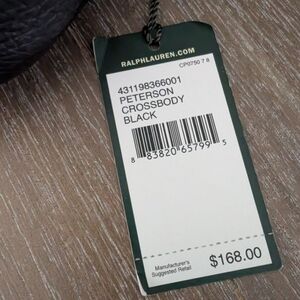 RALPHLAUREN.COM
CP0750 7 8
431198366001
PETERSON
CROSSBODY
BLACK
8 83820 65799 5
Manufacturer's
Suggested Retail
$168.00